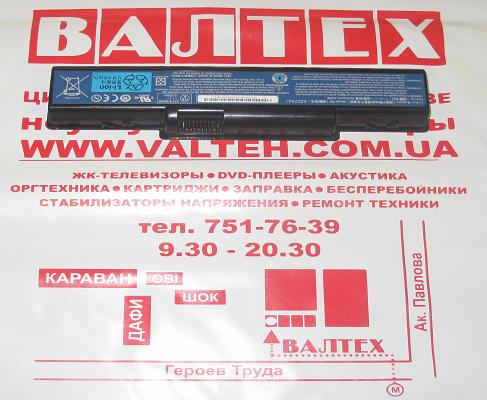 ВАЛТЕХ
Li-ion
WWW.VALTEH.COM.UA
ЖК-ТЕЛЕВИЗОРЫ • DVD-ПЛЕЕРЫ • АКУСТИКА
ОРГТЕХНИКА • КАРТРИДЖИ • ЗАПРАВКА • БЕСПЕРЕБОЙНИКИ
СТАБИЛИЗАТОРЫ НАПРЯЖЕНИЯ • РЕМОНТ ТЕХНИКИ
тел. 751-76-39
9.30 - 20.30
КАРАВАН
ОБІ
ШОК
ДАФИ
ВАЛТЕХ
Героев Труда
Ак. Павлова
М